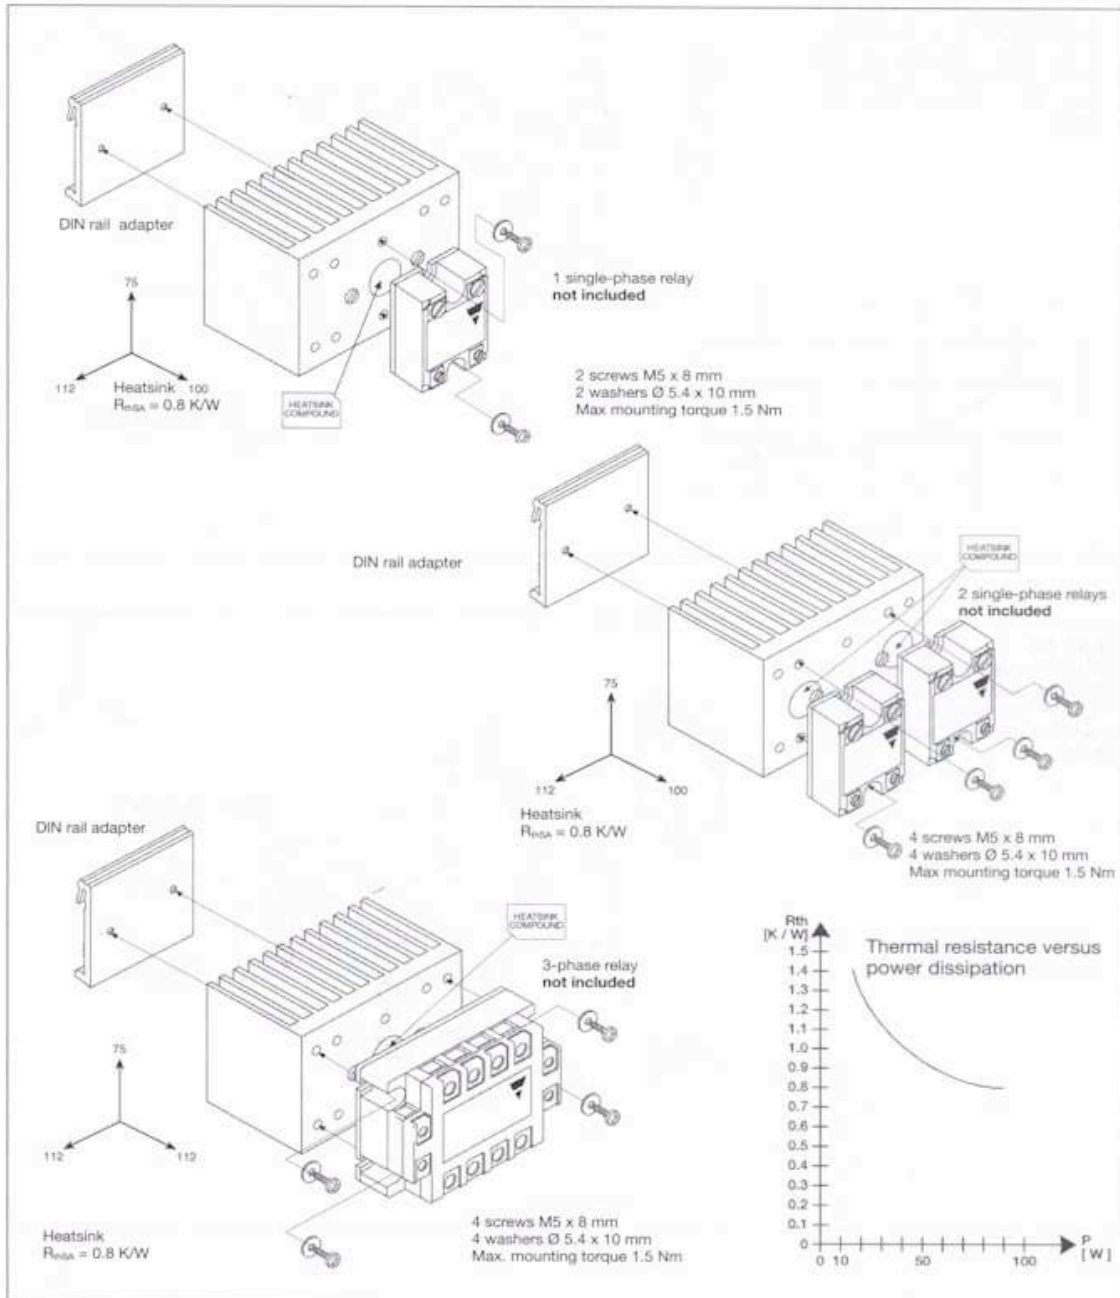 DIN rail adapter
75
112
100
Heatsink
RthSA = 0.8 K/W
HEATSINK
COMPOUND
1 single-phase relay
not included
2 screws M5 x 8 mm
2 washers Ø 5.4 x 10 mm
Max mounting torque 1.5 Nm
DIN rail adapter
HEATSINK
COMPOUND
2 single-phase relays
not included
75
112
100
Heatsink
RthSA = 0.8 K/W
4 screws M5 x 8 mm
4 washers Ø 5.4 x 10 mm
Max mounting torque 1.5 Nm
DIN rail adapter
HEATSINK
COMPOUND
3-phase relay
not included
75
112
112
Heatsink
RthSA = 0.8 K/W
4 screws M5 x 8 mm
4 washers Ø 5.4 x 10 mm
Max. mounting torque 1.5 Nm
Rth
[K / W]
Thermal resistance versus
power dissipation
1.5
1.4
1.3
1.2
1.1
1.0
0.9
0.8
0.7
0.6
0.5
0.4
0.3
0.2
0.1
0
0 10 50 100
P
[ W ]